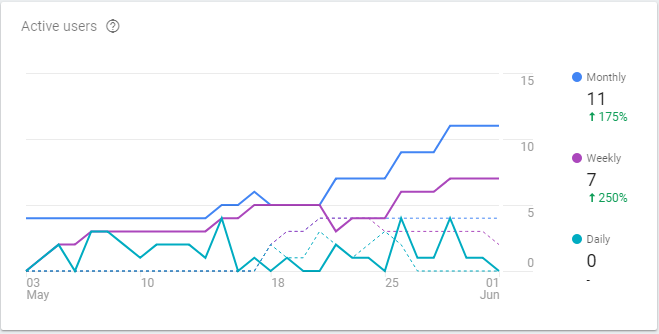 Active users ?
15
10
5
0
03
May
10
18
25
01
Jun
Monthly
11
↑ 175%
Weekly
7
↑ 250%
Daily
0
-